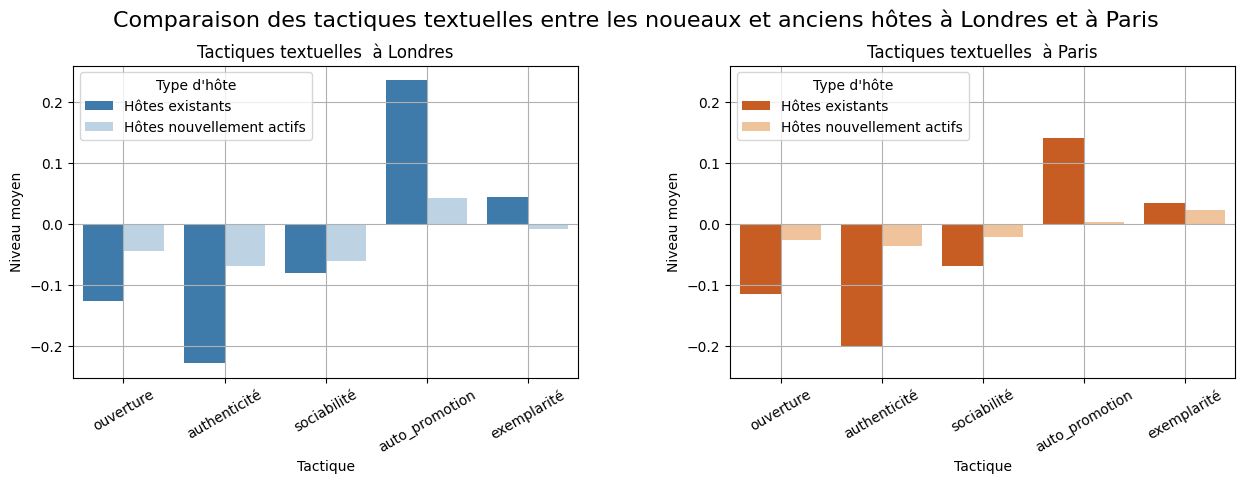 Comparaison des tactiques textuelles entre les noueaux et anciens hôtes à Londres et à Paris
Tactiques textuelles  à Londres
Type d'hôte
Hôtes existants
Hôtes nouvellement actifs
0.2
0.1
0.0
−0.1
−0.2
Niveau moyen
ouverture
authenticité
sociabilité
auto_promotion
exemplarité
Tactique
Tactiques textuelles  à Paris
Type d'hôte
Hôtes existants
Hôtes nouvellement actifs
0.2
0.1
0.0
−0.1
−0.2
Niveau moyen
ouverture
authenticité
sociabilité
auto_promotion
exemplarité
Tactique